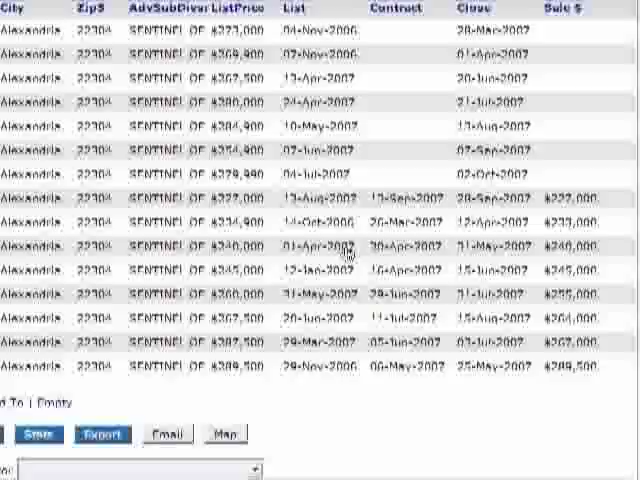 City Zip$ AdvSubDivsn ListPrice List Contract Close Sale $
Alexandria 22304 SENTINEL OF $273,000 04-Nov-2006 28-Mar-2007
Alexandria 22304 SENTINEL OF $269,900 07-Nov-2006 01-Apr-2007
Alexandria 22304 SENTINEL OF $267,500 13-Apr-2007 20-Jun-2007
Alexandria 22304 SENTINEL OF $280,000 24-Apr-2007 21-Jul-2007
Alexandria 22304 SENTINEL OF $284,900 10-May-2007 13-Aug-2007
Alexandria 22304 SENTINEL OF $254,900 07-Jun-2007 07-Sep-2007
Alexandria 22304 SENTINEL OF $279,990 04-Jul-2007 02-Oct-2007
Alexandria 22304 SENTINEL OF $227,000 13-Aug-2007 13-Sep-2007 28-Sep-2007 $227,000
Alexandria 22304 SENTINEL OF $234,900 14-Oct-2006 26-Mar-2007 12-Apr-2007 $233,000
Alexandria 22304 SENTINEL OF $240,000 01-Apr-2007 30-Apr-2007 31-May-2007 $240,000
Alexandria 22304 SENTINEL OF $245,000 12-Jan-2007 16-Apr-2007 15-Jun-2007 $245,000
Alexandria 22304 SENTINEL OF $260,000 31-May-2007 29-Jun-2007 31-Jul-2007 $255,000
Alexandria 22304 SENTINEL OF $267,500 20-Jun-2007 11-Jul-2007 15-Aug-2007 $264,000
Alexandria 22304 SENTINEL OF $287,500 29-Mar-2007 05-Jun-2007 03-Jul-2007 $267,000
Alexandria 22304 SENTINEL OF $289,500 29-Nov-2006 06-May-2007 25-May-2007 $289,500
d To | Empty
Stats Export Email Map